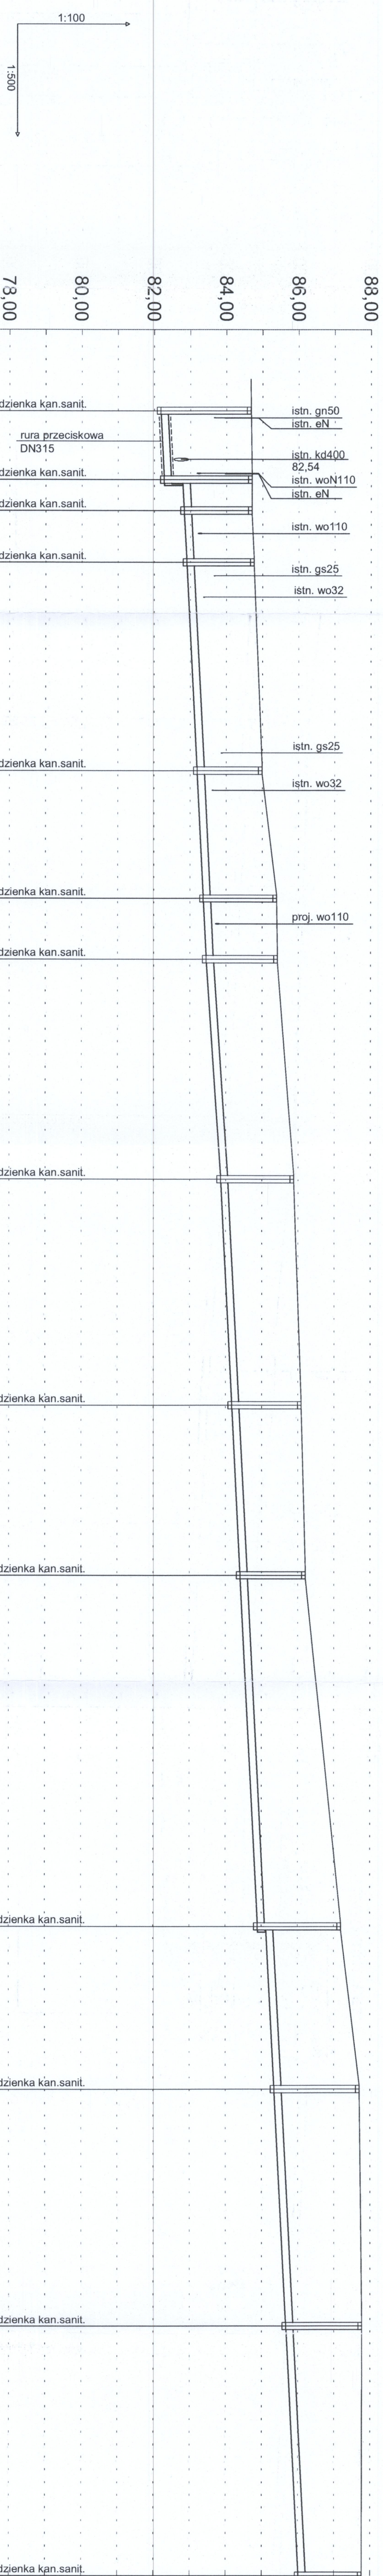 1:100
1:500
78,00
80,00
82,00
84,00
86,00
88,00
dzienka kan.sanit.
istn. gn50
istn. eN
rura przeciskowa
DN315
istn. kd400
82,54
dzienka kan.sanit.
istn. woN110
istn. eN
dzienka kan.sanit.
istn. wo110
dzienka kan.sanit.
istn. gs25
istn. wo32
istn. gs25
dzienka kan.sanit.
istn. wo32
dzienka kan.sanit.
proj. wo110
dzienka kan.sanit.
dzienka kan.sanit.
dzienka kan.sanit.
dzienka kan.sanit.
dzienka kan.sanit.
dzienka kan.sanit.
dzienka kan.sanit.
dzienka kan.sanit.